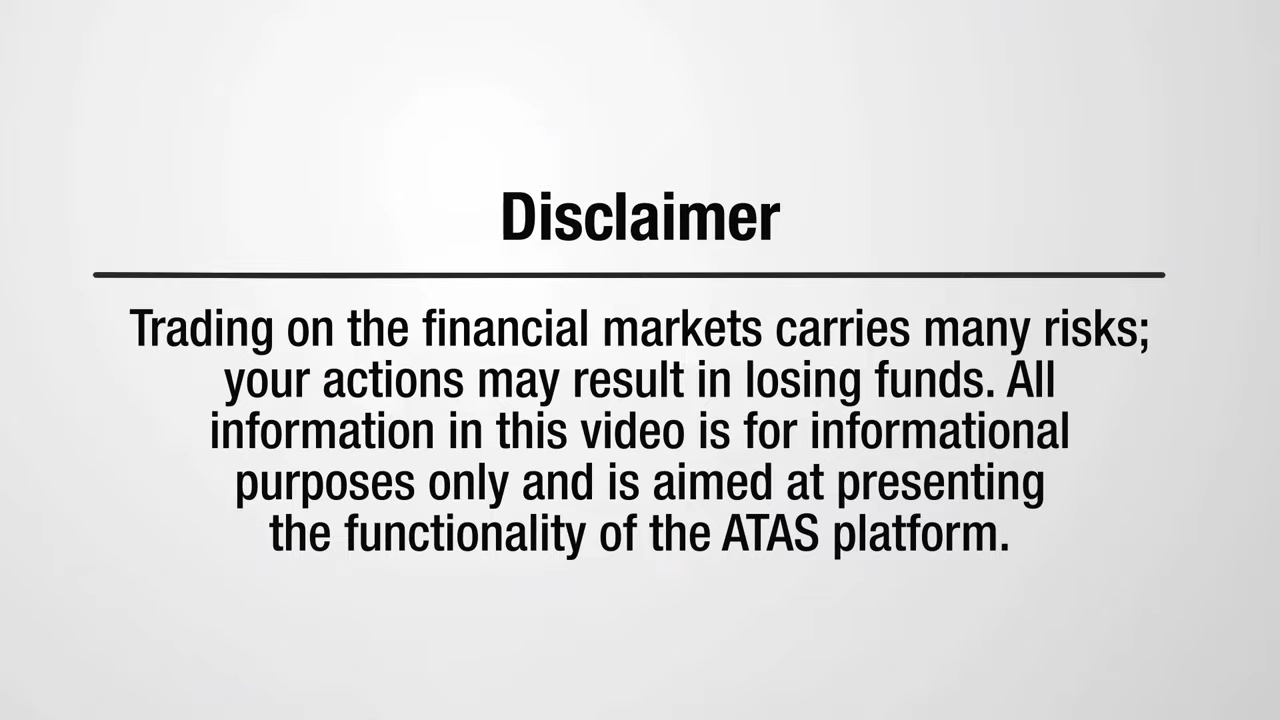 Disclaimer
Trading on the financial markets carries many risks;
your actions may result in losing funds. All
information in this video is for informational
purposes only and is aimed at presenting
the functionality of the ATAS platform.